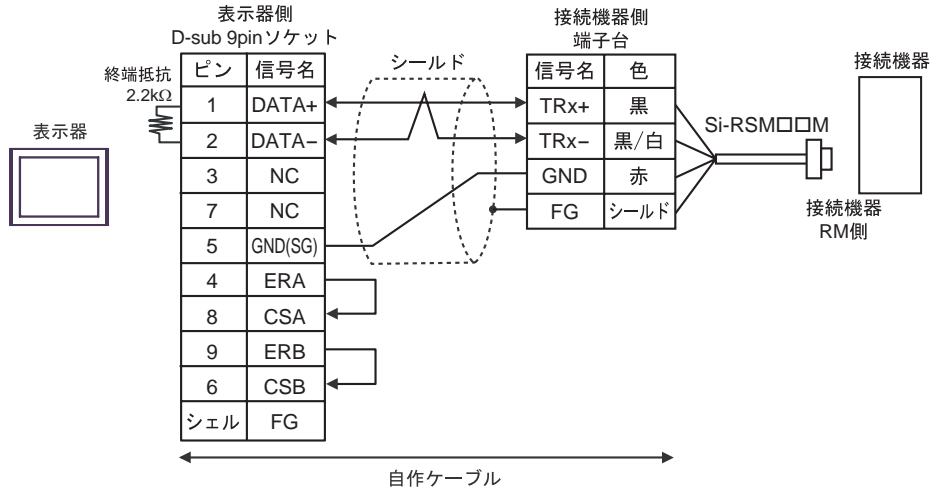 表示器側
D-sub 9pinソケット
接続機器側
端子台
終端抵抗
2.2kΩ
表示器
ピン 信号名
1 DATA+
2 DATA−
3 NC
7 NC
5 GND(SG)
4 ERA
8 CSA
9 ERB
6 CSB
シェル FG
シールド
信号名 色
TRx+ 黒
TRx− 黒/白
GND 赤
FG シールド
Si-RSM□□M
接続機器
接続機器
RM側
自作ケーブル